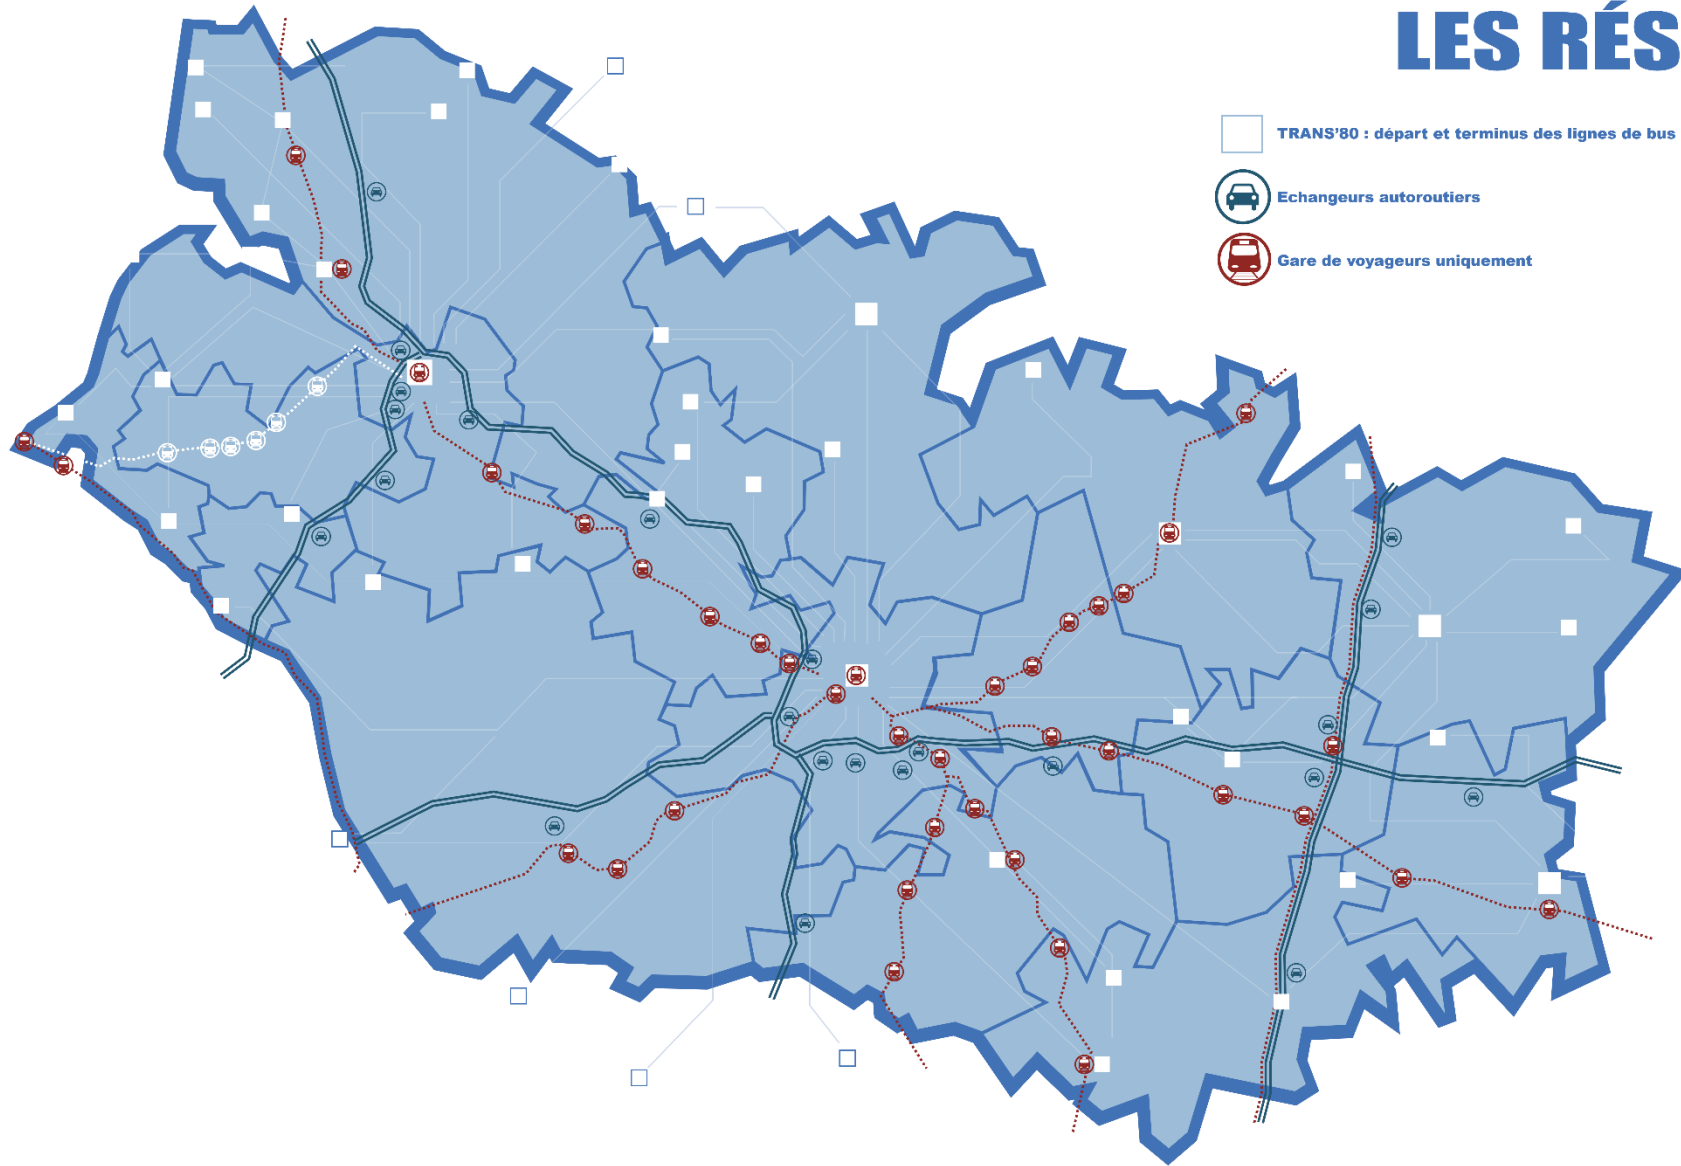 LES RÉS
TRANS'80 : départ et terminus des lignes de bus
Echangeurs autoroutiers
Gare de voyageurs uniquement